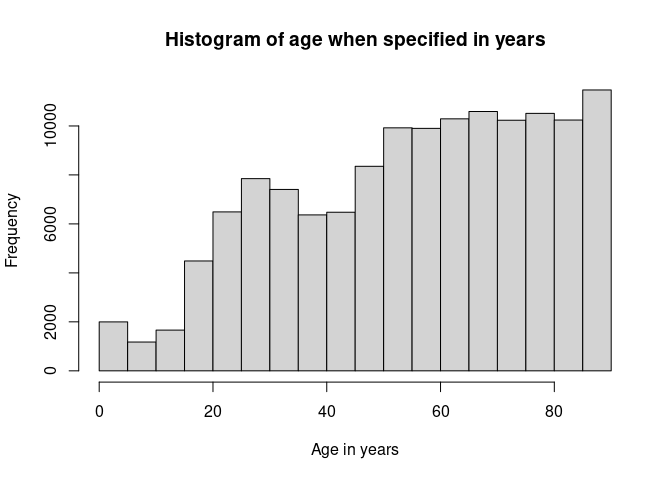 Histogram of age when specified in years
Frequency
10000
6000
2000
0
0 20 40 60 80
Age in years